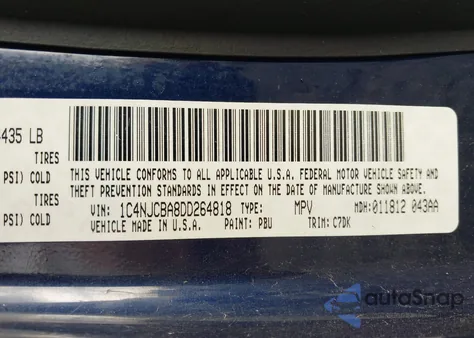 435 LB
TIRES
THIS VEHICLE CONFORMS TO ALL APPLICABLE U.S.A. FEDERAL MOTOR VEHICLE SAFETY AND
PSI) COLD
THEFT PREVENTION STANDARDS IN EFFECT ON THE DATE OF MANUFACTURE SHOWN ABOVE.
TIRES
VIN: 1C4NJCBA8DD264818 TYPE: MPV MDH: 011812 043AA
PSI) COLD
VEHICLE MADE IN U.S.A. PAINT: PBU TRIM: C7DK
autoSnap